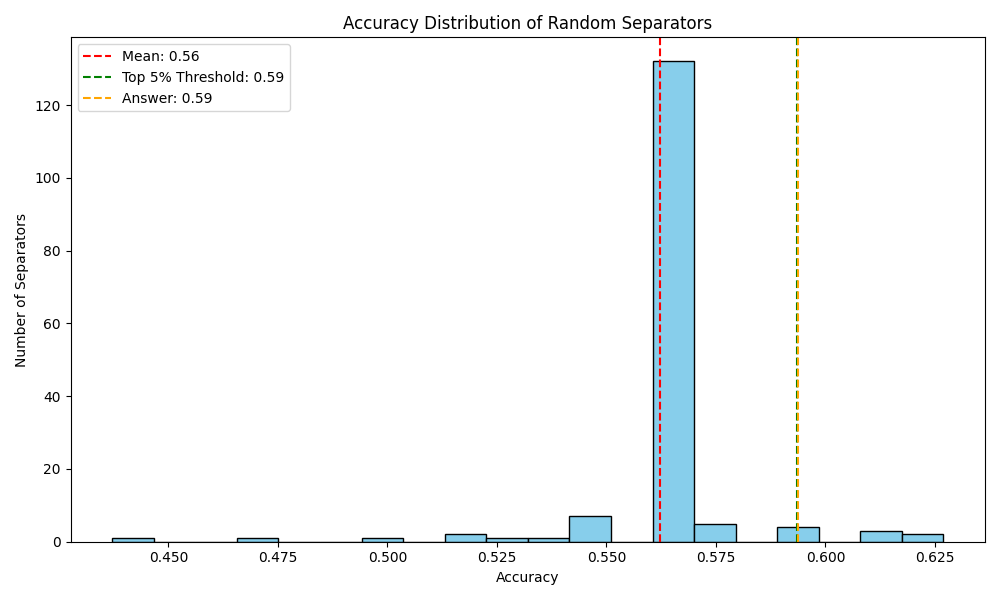 Accuracy Distribution of Random Separators
Mean: 0.56
Top 5% Threshold: 0.59
Answer: 0.59
Number of Separators
120
100
80
60
40
20
0
0.450
0.475
0.500
0.525
0.550
0.575
0.600
0.625
Accuracy